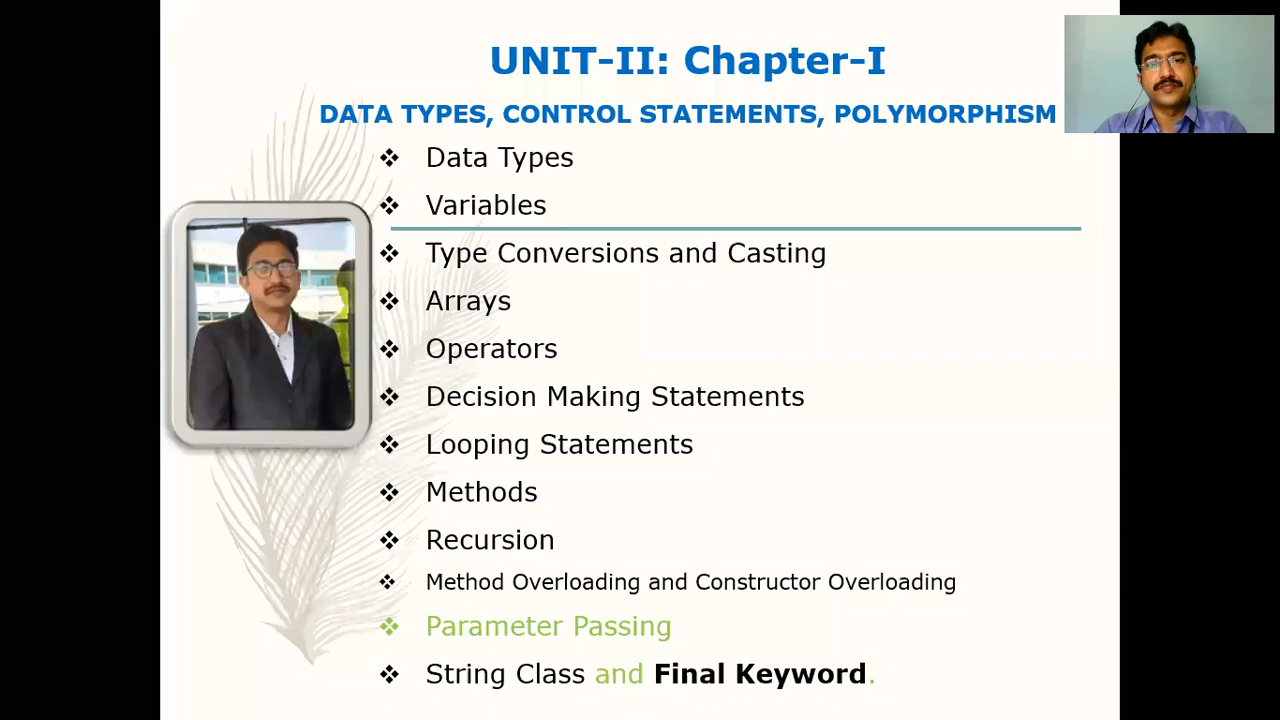 UNIT-II: Chapter-I
DATA TYPES, CONTROL STATEMENTS, POLYMORPHISM
❖ Data Types
❖ Variables
❖ Type Conversions and Casting
❖ Arrays
❖ Operators
❖ Decision Making Statements
❖ Looping Statements
❖ Methods
❖ Recursion
❖ Method Overloading and Constructor Overloading
❖ Parameter Passing
❖ String Class and Final Keyword.